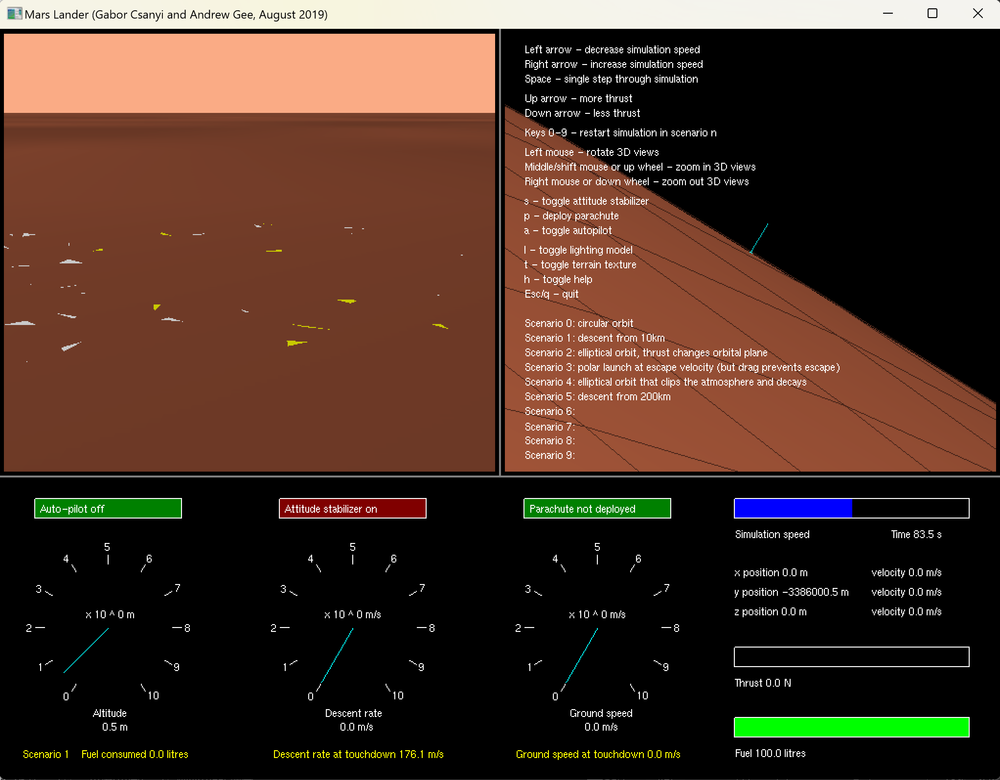 Mars Lander (Gabor Csanyi and Andrew Gee, August 2019)
Left arrow - decrease simulation speed
Right arrow - increase simulation speed
Space - single step through simulation
Up arrow - more thrust
Down arrow - less thrust
Keys 0-9 - restart simulation in scenario n
Left mouse - rotate 3D views
Middle/shift mouse or up wheel - zoom in 3D views
Right mouse or down wheel - zoom out 3D views
s - toggle attitude stabilizer
p - deploy parachute
a - toggle autopilot
l - toggle lighting model
t - toggle terrain texture
h - toggle help
Esc/q - quit
Scenario 0: circular orbit
Scenario 1: descent from 10km
Scenario 2: elliptical orbit, thrust changes orbital plane
Scenario 3: polar launch at escape velocity (but drag prevents escape)
Scenario 4: elliptical orbit that clips the atmosphere and decays
Scenario 5: descent from 200km
Scenario 6:
Scenario 7:
Scenario 8:
Scenario 9:
Auto-pilot off
0 1 2 3 4 5 6 7 8 9 10
x 10 ^ 0 m
Altitude
0.5 m
Attitude stabilizer on
0 1 2 3 4 5 6 7 8 9 10
x 10 ^ 0 m/s
Descent rate
0.0 m/s
Parachute not deployed
0 1 2 3 4 5 6 7 8 9 10
x 10 ^ 0 m/s
Ground speed
0.0 m/s
Simulation speed Time 83.5 s
x position 0.0 m velocity 0.0 m/s
y position -3386000.5 m velocity 0.0 m/s
z position 0.0 m velocity 0.0 m/s
Thrust 0.0 N
Fuel 100.0 litres
Scenario 1 Fuel consumed 0.0 litres
Descent rate at touchdown 176.1 m/s
Ground speed at touchdown 0.0 m/s